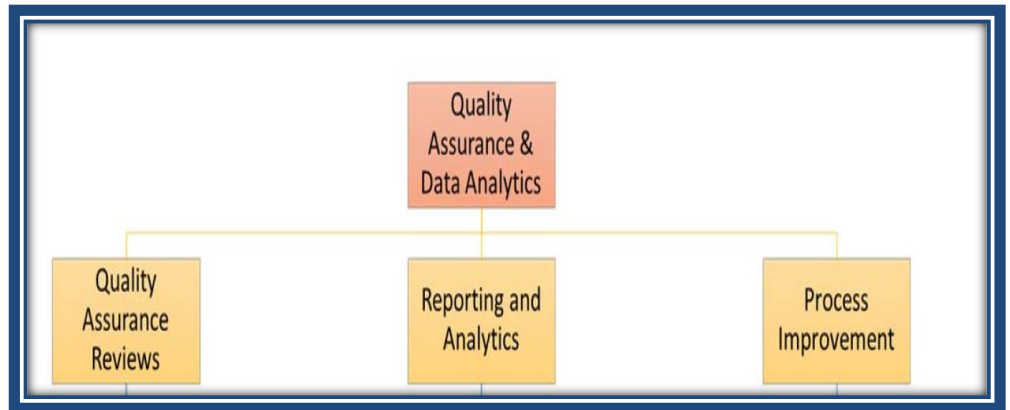 Quality
Assurance &
Data Analytics
Quality
Assurance
Reviews
Reporting and
Analytics
Process
Improvement